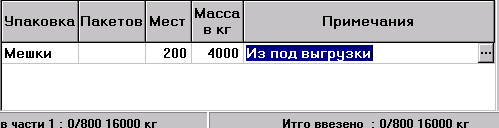 Упаковка Пакетов Мест Масса в кг Примечания
Мешки 200 4000 Из под выгрузки ...
в части 1 : 0/800 16000 кг Итго ввезено : 0/800 16000 кг